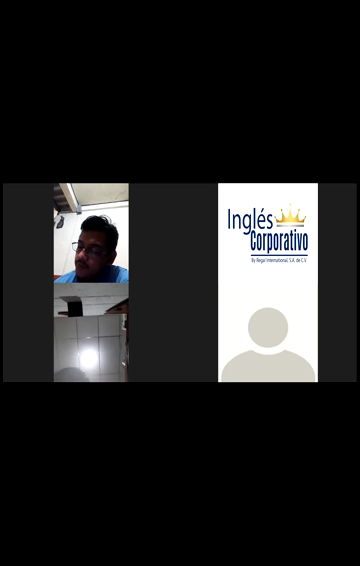 Inglés
Corporativo
By Regal International, S.A. de C.V.